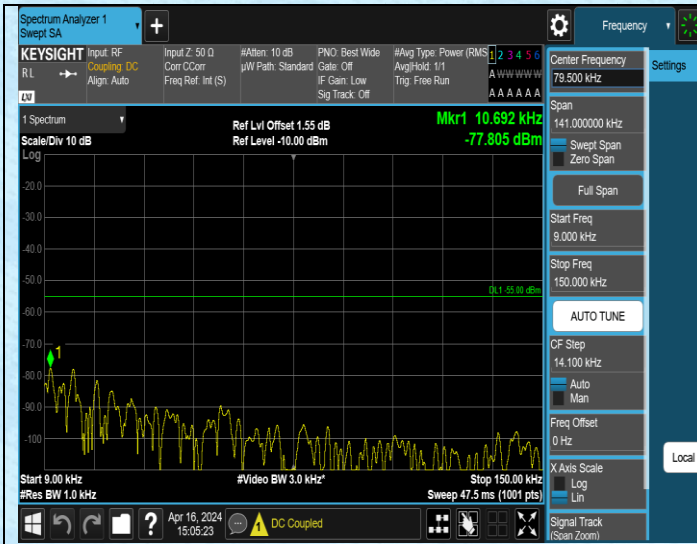 Spectrum Analyzer 1
Swept SA
+
Frequency
KEYSIGHT
R L
LXI
Input: RF
Coupling: DC
Align: Auto
Input Z: 50 Ω
Corr CCorr
Freq Ref: Int (S)
#Atten: 10 dB
µW Path: Standard
PNO: Best Wide
Gate: Off
IF Gain: Low
Sig Track: Off
#Avg Type: Power (RMS
Avg|Hold: 1/1
Trig: Free Run
1 2 3 4 5 6
A W W W W W
A A A A A A
1 Spectrum
Scale/Div 10 dB
Log
Ref Lvl Offset 1.55 dB
Ref Level -10.00 dBm
Mkr1 10.692 kHz
-77.805 dBm
-20.0
-30.0
-40.0
-50.0
-60.0
-70.0
-80.0
-90.0
-100
DL1 -55.00 dBm
1
Start 9.00 kHz
#Res BW 1.0 kHz
#Video BW 3.0 kHz*
Stop 150.00 kHz
Sweep 47.5 ms (1001 pts)
?
Apr 16, 2024
15:05:23
1
DC Coupled
Center Frequency
79.500 kHz
Settings
Span
141.000000 kHz
Swept Span
Zero Span
Full Span
Start Freq
9.000 kHz
Stop Freq
150.000 kHz
AUTO TUNE
CF Step
14.100 kHz
Auto
Man
Freq Offset
0 Hz
X Axis Scale
Log
Lin
Signal Track
(Span Zoom)
Local